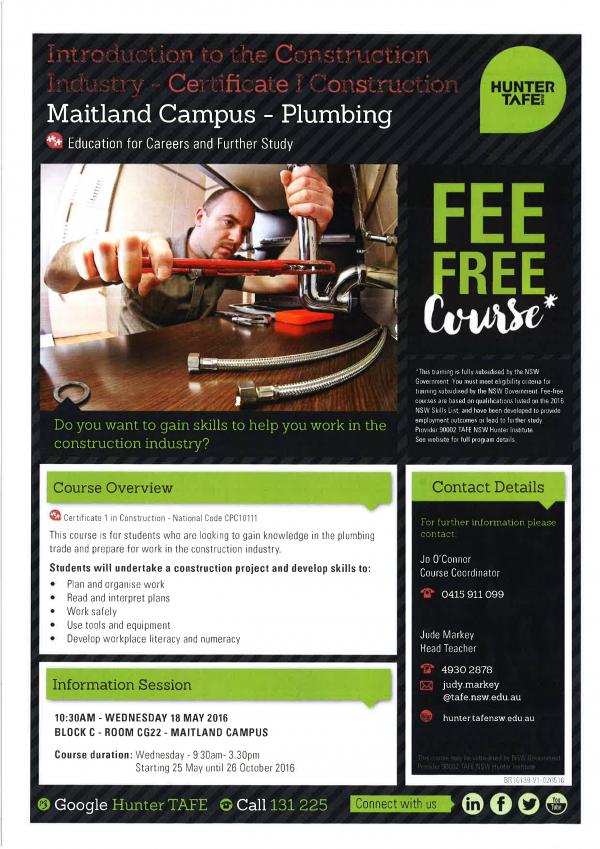 Introduction to the Construction
Industry - Certificate I Construction
Maitland Campus - Plumbing
Education for Careers and Further Study
HUNTER
TAFE
FEE
FREE
Course*
*This training is fully subsidised by the NSW
Government. You must meet eligibility criteria for
training subsidised by the NSW Government. Fee-free
courses are based on qualifications listed on the 2016
NSW Skills List, and have been developed to provide
employment outcomes or lead to further study.
Provider 90002 TAFE NSW Hunter Institute.
See website for full program details.
Do you want to gain skills to help you work in the
construction industry?
Course Overview
Certificate 1 in Construction - National Code CPC10111
This course is for students who are looking to gain knowledge in the plumbing
trade and prepare for work in the construction industry.
Students will undertake a construction project and develop skills to:
• Plan and organise work
• Read and interpret plans
• Work safely
• Use tools and equipment
• Develop workplace literacy and numeracy
Information Session
10:30AM - WEDNESDAY 18 MAY 2016
BLOCK C - ROOM CG22 - MAITLAND CAMPUS
Course duration: Wednesday - 9:30am- 3.30pm
Starting 25 May until 26 October 2016
Contact Details
For further information please
contact:
Jo O'Connor
Course Coordinator
0415 911 099
Jude Markey
Head Teacher
4930 2878
judy.markey
@tafe.nsw.edu.au
hunter.tafensw.edu.au
This course may be subsidised by NSW Government
Provider 90002 TAFE NSW Hunter Institute
BR16139-V1-020516
Google Hunter TAFE
Call 131 225
Connect with us
in
f
You
Tube